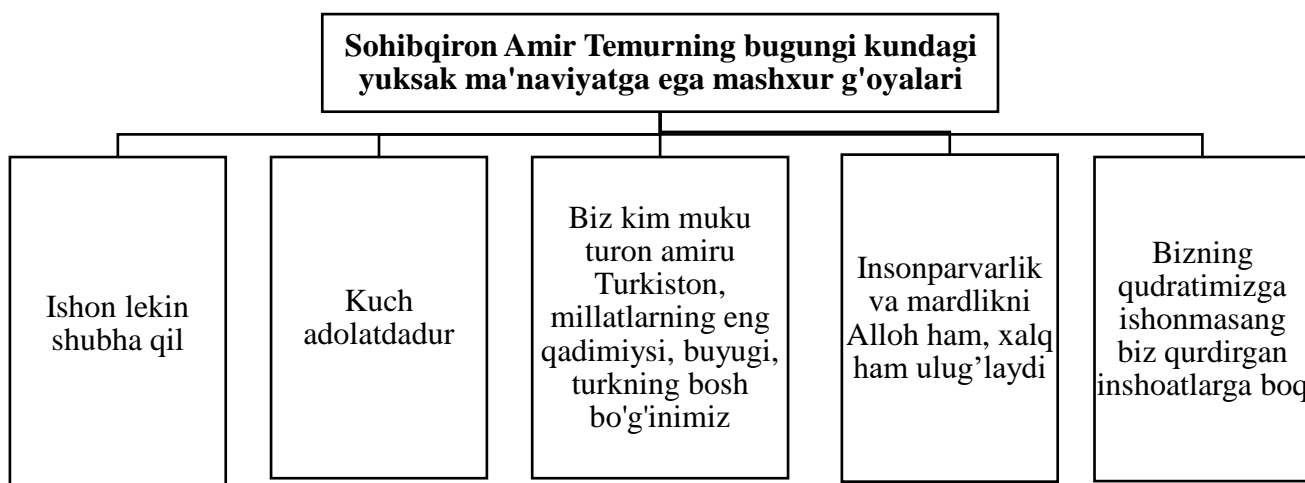 Sohibqiron Amir Temurning bugungi kundagi
yuksak ma'naviyatga ega mashxur g'oyalari
Ishon lekin
shubha qil
Kuch
adolatdadur
Biz kim muku
turon amiru
Turkiston,
millatlarning eng
qadimiysi, buyugi,
turkning bosh
bo'g'inimiz
Insonparvarlik
va mardlikni
Alloh ham, xalq
ham ulug’laydi
Bizning
qudratimizga
ishonmasang
biz qurdirgan
inshoatlarga boq